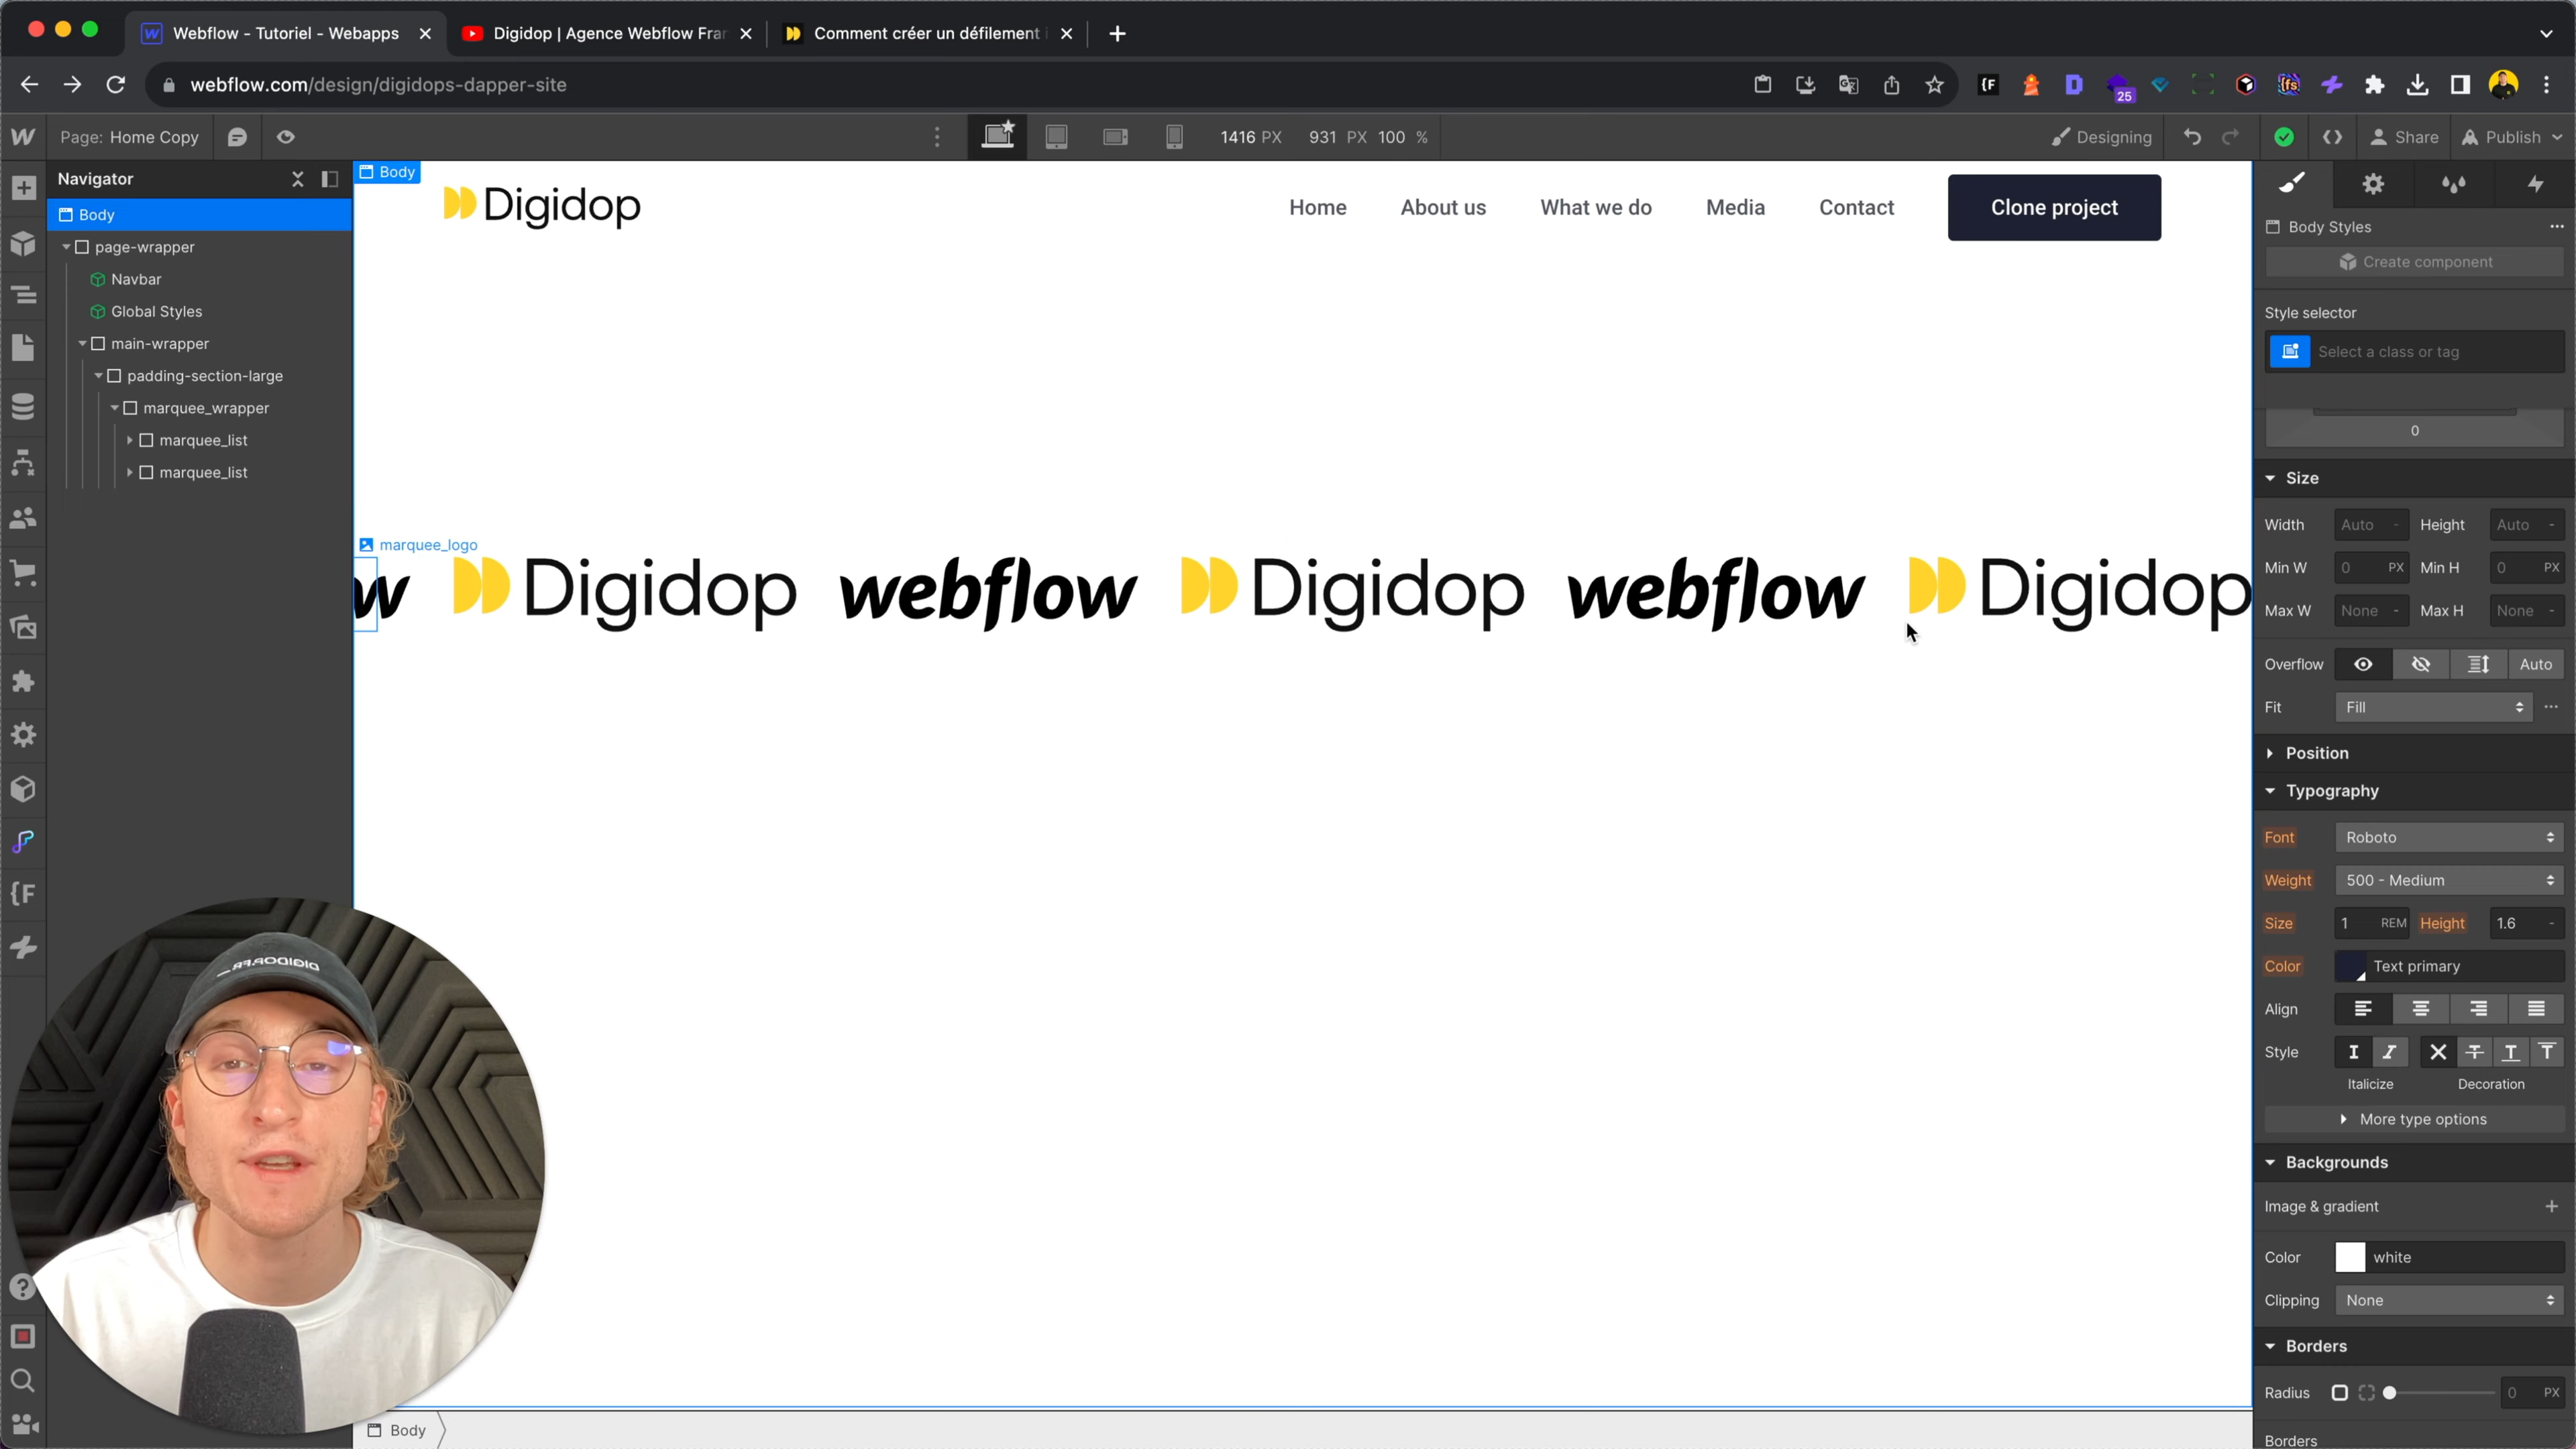 Webflow - Tutoriel - Webapps
Digidop | Agence Webflow Fran
Comment créer un défilement i
webflow.com/design/digidops-dapper-site
25
Page: Home Copy
1416 PX 931 PX 100 %
Designing
Share
Publish
Navigator
Body
page-wrapper
Navbar
Global Styles
main-wrapper
padding-section-large
marquee_wrapper
marquee_list
marquee_list
Body
Digidop
Home
About us
What we do
Media
Contact
Clone project
marquee_logo
w
Digidop
webflow
Digidop
webflow
Digidop
Body
Body Styles
Create component
Style selector
Select a class or tag
0
Size
Width Auto - Height Auto -
Min W 0 PX Min H 0 PX
Max W None - Max H None -
Overflow Auto
Fit Fill
Position
Typography
Font Roboto
Weight 500 - Medium
Size 1 REM Height 1.6 -
Color Text primary
Align
Style
Italicize Decoration
More type options
Backgrounds
Image & gradient
Color white
Clipping None
Borders
Radius 0 PX
Borders